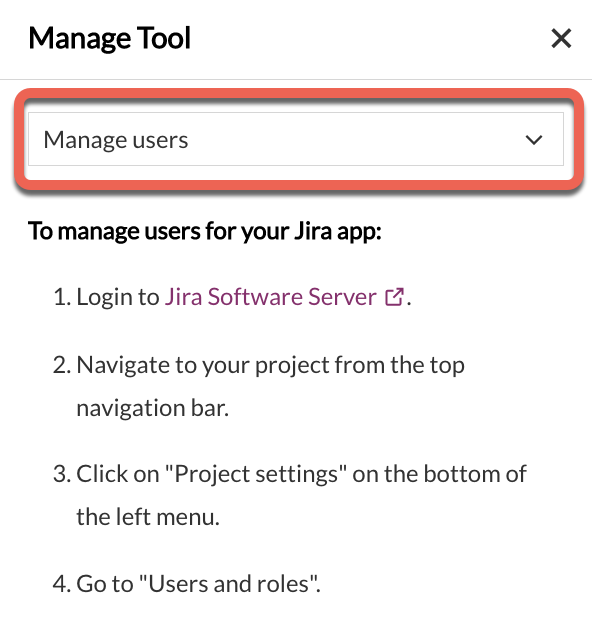 Manage Tool
Manage users
To manage users for your Jira app:
1. Login to Jira Software Server.
2. Navigate to your project from the top
navigation bar.
3. Click on "Project settings" on the bottom of
the left menu.
4. Go to "Users and roles".